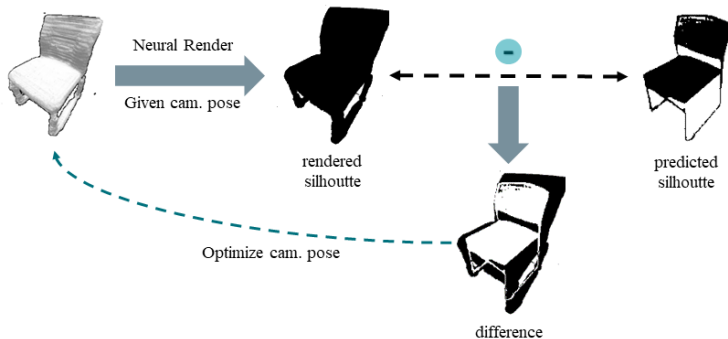 Neural Render
-
Given cam. pose
rendered
silhoutte
predicted
silhoutte
Optimize cam. pose
difference